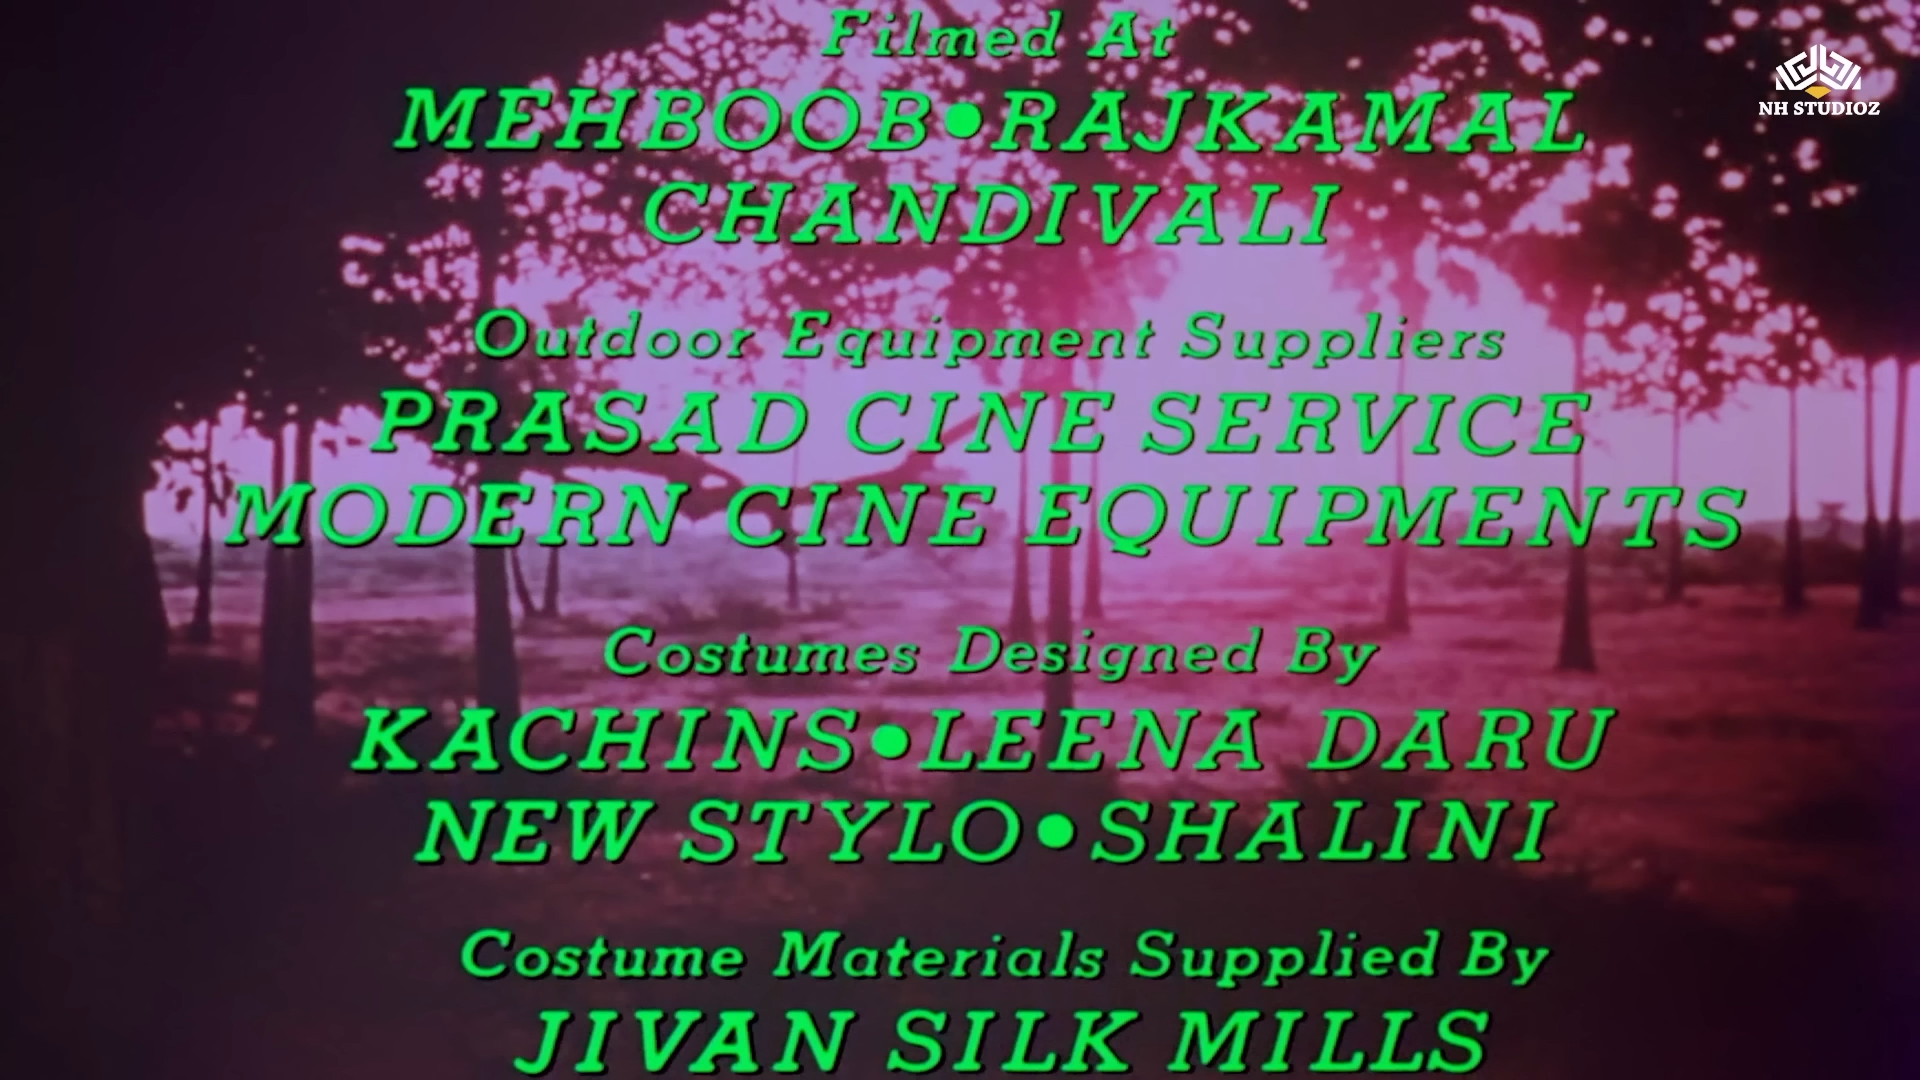 Filmed At
MEHBOOB•RAJKAMAL
CHANDIVALI
Outdoor Equipment Suppliers
PRASAD CINE SERVICE
MODERN CINE EQUIPMENTS
Costumes Designed By
KACHINS•LEENA DARU
NEW STYLO•SHALINI
Costume Materials Supplied By
JIVAN SILK MILLS
NH STUDIOZ